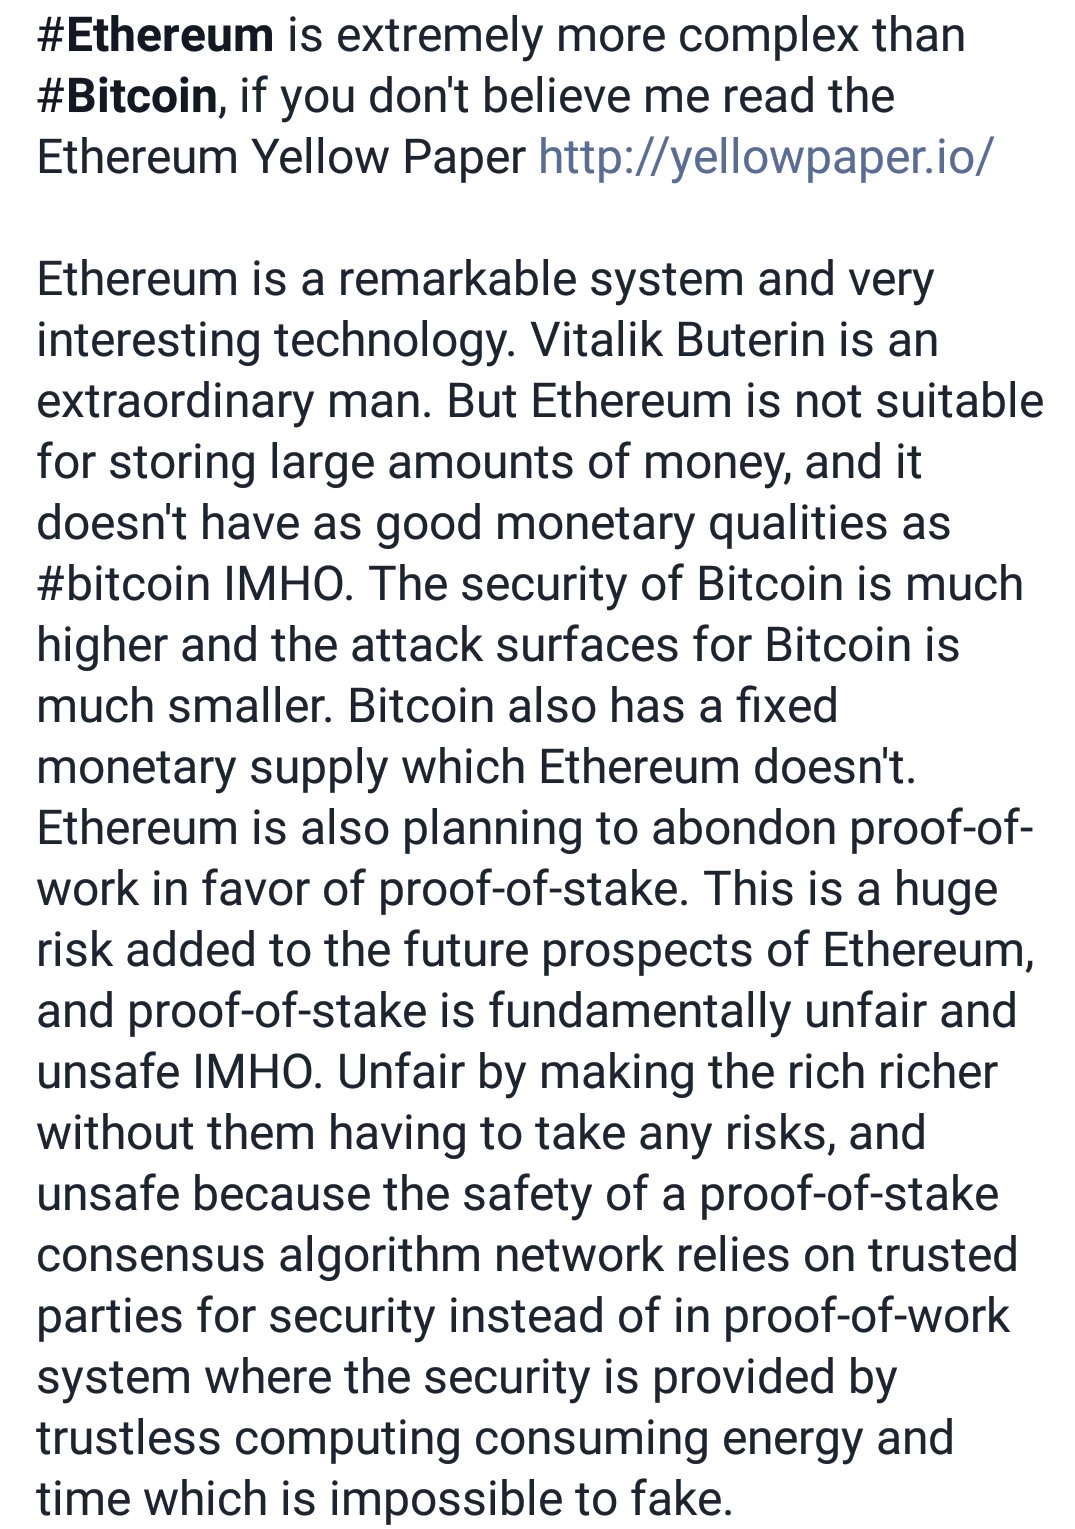 #Ethereum is extremely more complex than
#Bitcoin, if you don't believe me read the
Ethereum Yellow Paper http://yellowpaper.io/
Ethereum is a remarkable system and very
interesting technology. Vitalik Buterin is an
extraordinary man. But Ethereum is not suitable
for storing large amounts of money, and it
doesn't have as good monetary qualities as
#bitcoin IMHO. The security of Bitcoin is much
higher and the attack surfaces for Bitcoin is
much smaller. Bitcoin also has a fixed
monetary supply which Ethereum doesn't.
Ethereum is also planning to abondon proof-of-
work in favor of proof-of-stake. This is a huge
risk added to the future prospects of Ethereum,
and proof-of-stake is fundamentally unfair and
unsafe IMHO. Unfair by making the rich richer
without them having to take any risks, and
unsafe because the safety of a proof-of-stake
consensus algorithm network relies on trusted
parties for security instead of in proof-of-work
system where the security is provided by
trustless computing consuming energy and
time which is impossible to fake.